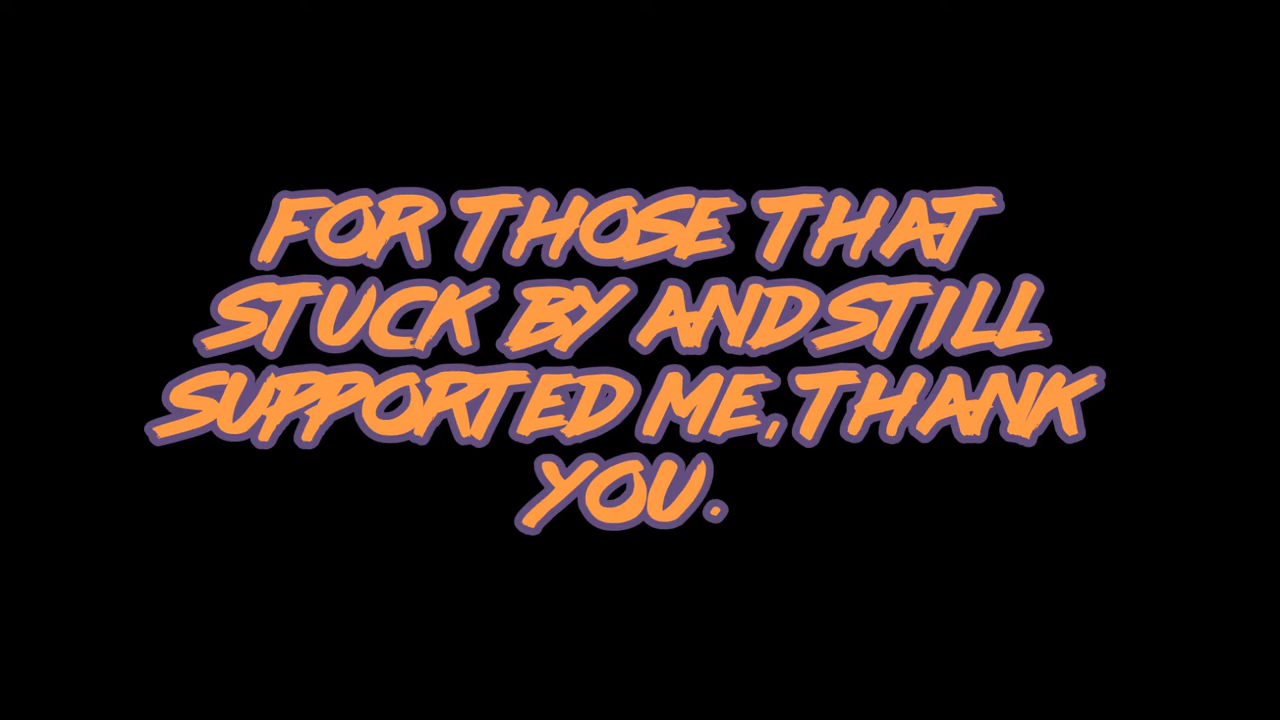 FOR THOSE THAT
STUCK BY AND STILL
SUPPORTED ME, THANK
YOU.